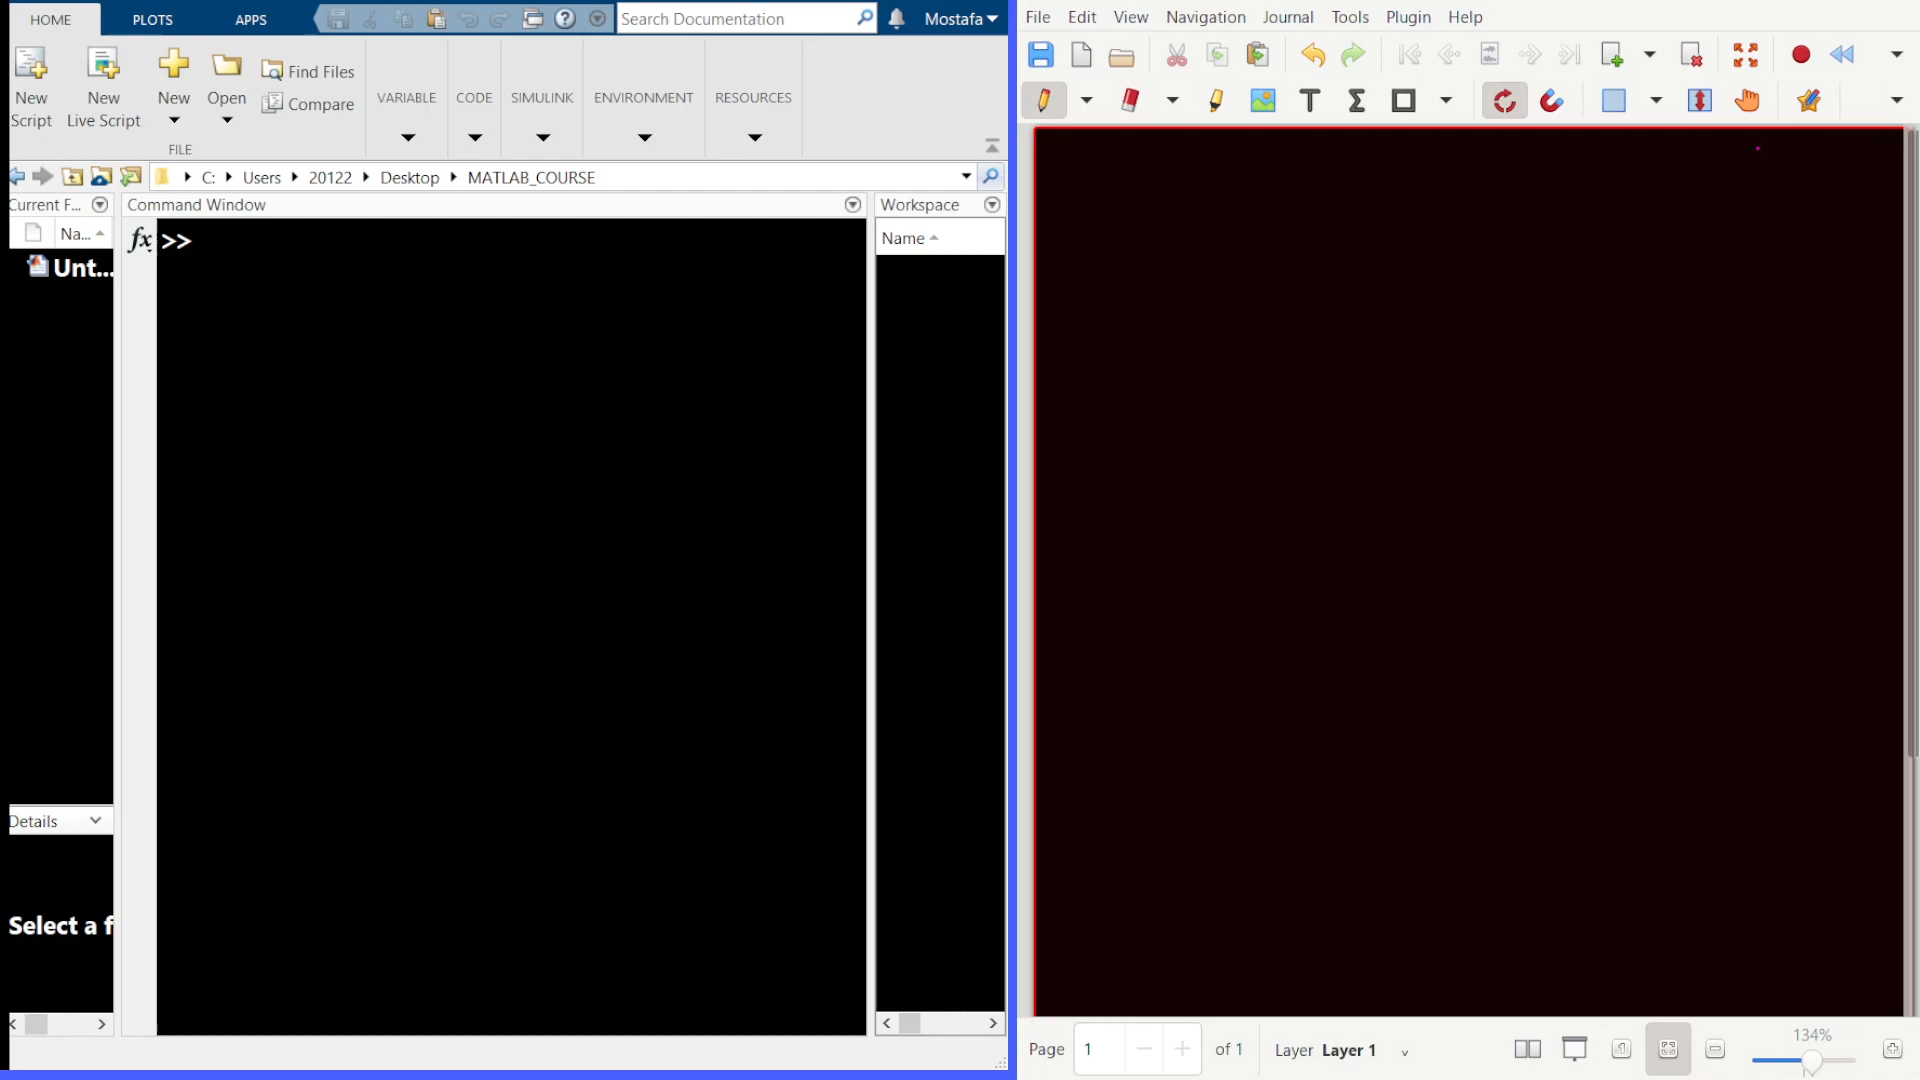 HOME PLOTS APPS Search Documentation Mostafa
New Script
New Live Script
New
Open
Find Files
Compare
FILE
VARIABLE CODE SIMULINK ENVIRONMENT RESOURCES
C: Users 20122 Desktop MATLAB_COURSE
Current F...
Na...
Unt...
Details
Select a f
Command Window
fx >>
Workspace
Name
File Edit View Navigation Journal Tools Plugin Help
Page 1 of 1 Layer Layer 1 134%